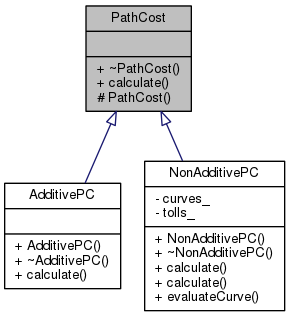 PathCost
+ ~PathCost()
+ calculate()
# PathCost()
AdditivePC
+ AdditivePC()
+ ~AdditivePC()
+ calculate()
NonAdditivePC
- curves_
- tolls_
+ NonAdditivePC()
+ ~NonAdditivePC()
+ calculate()
+ calculate()
+ evaluateCurve()